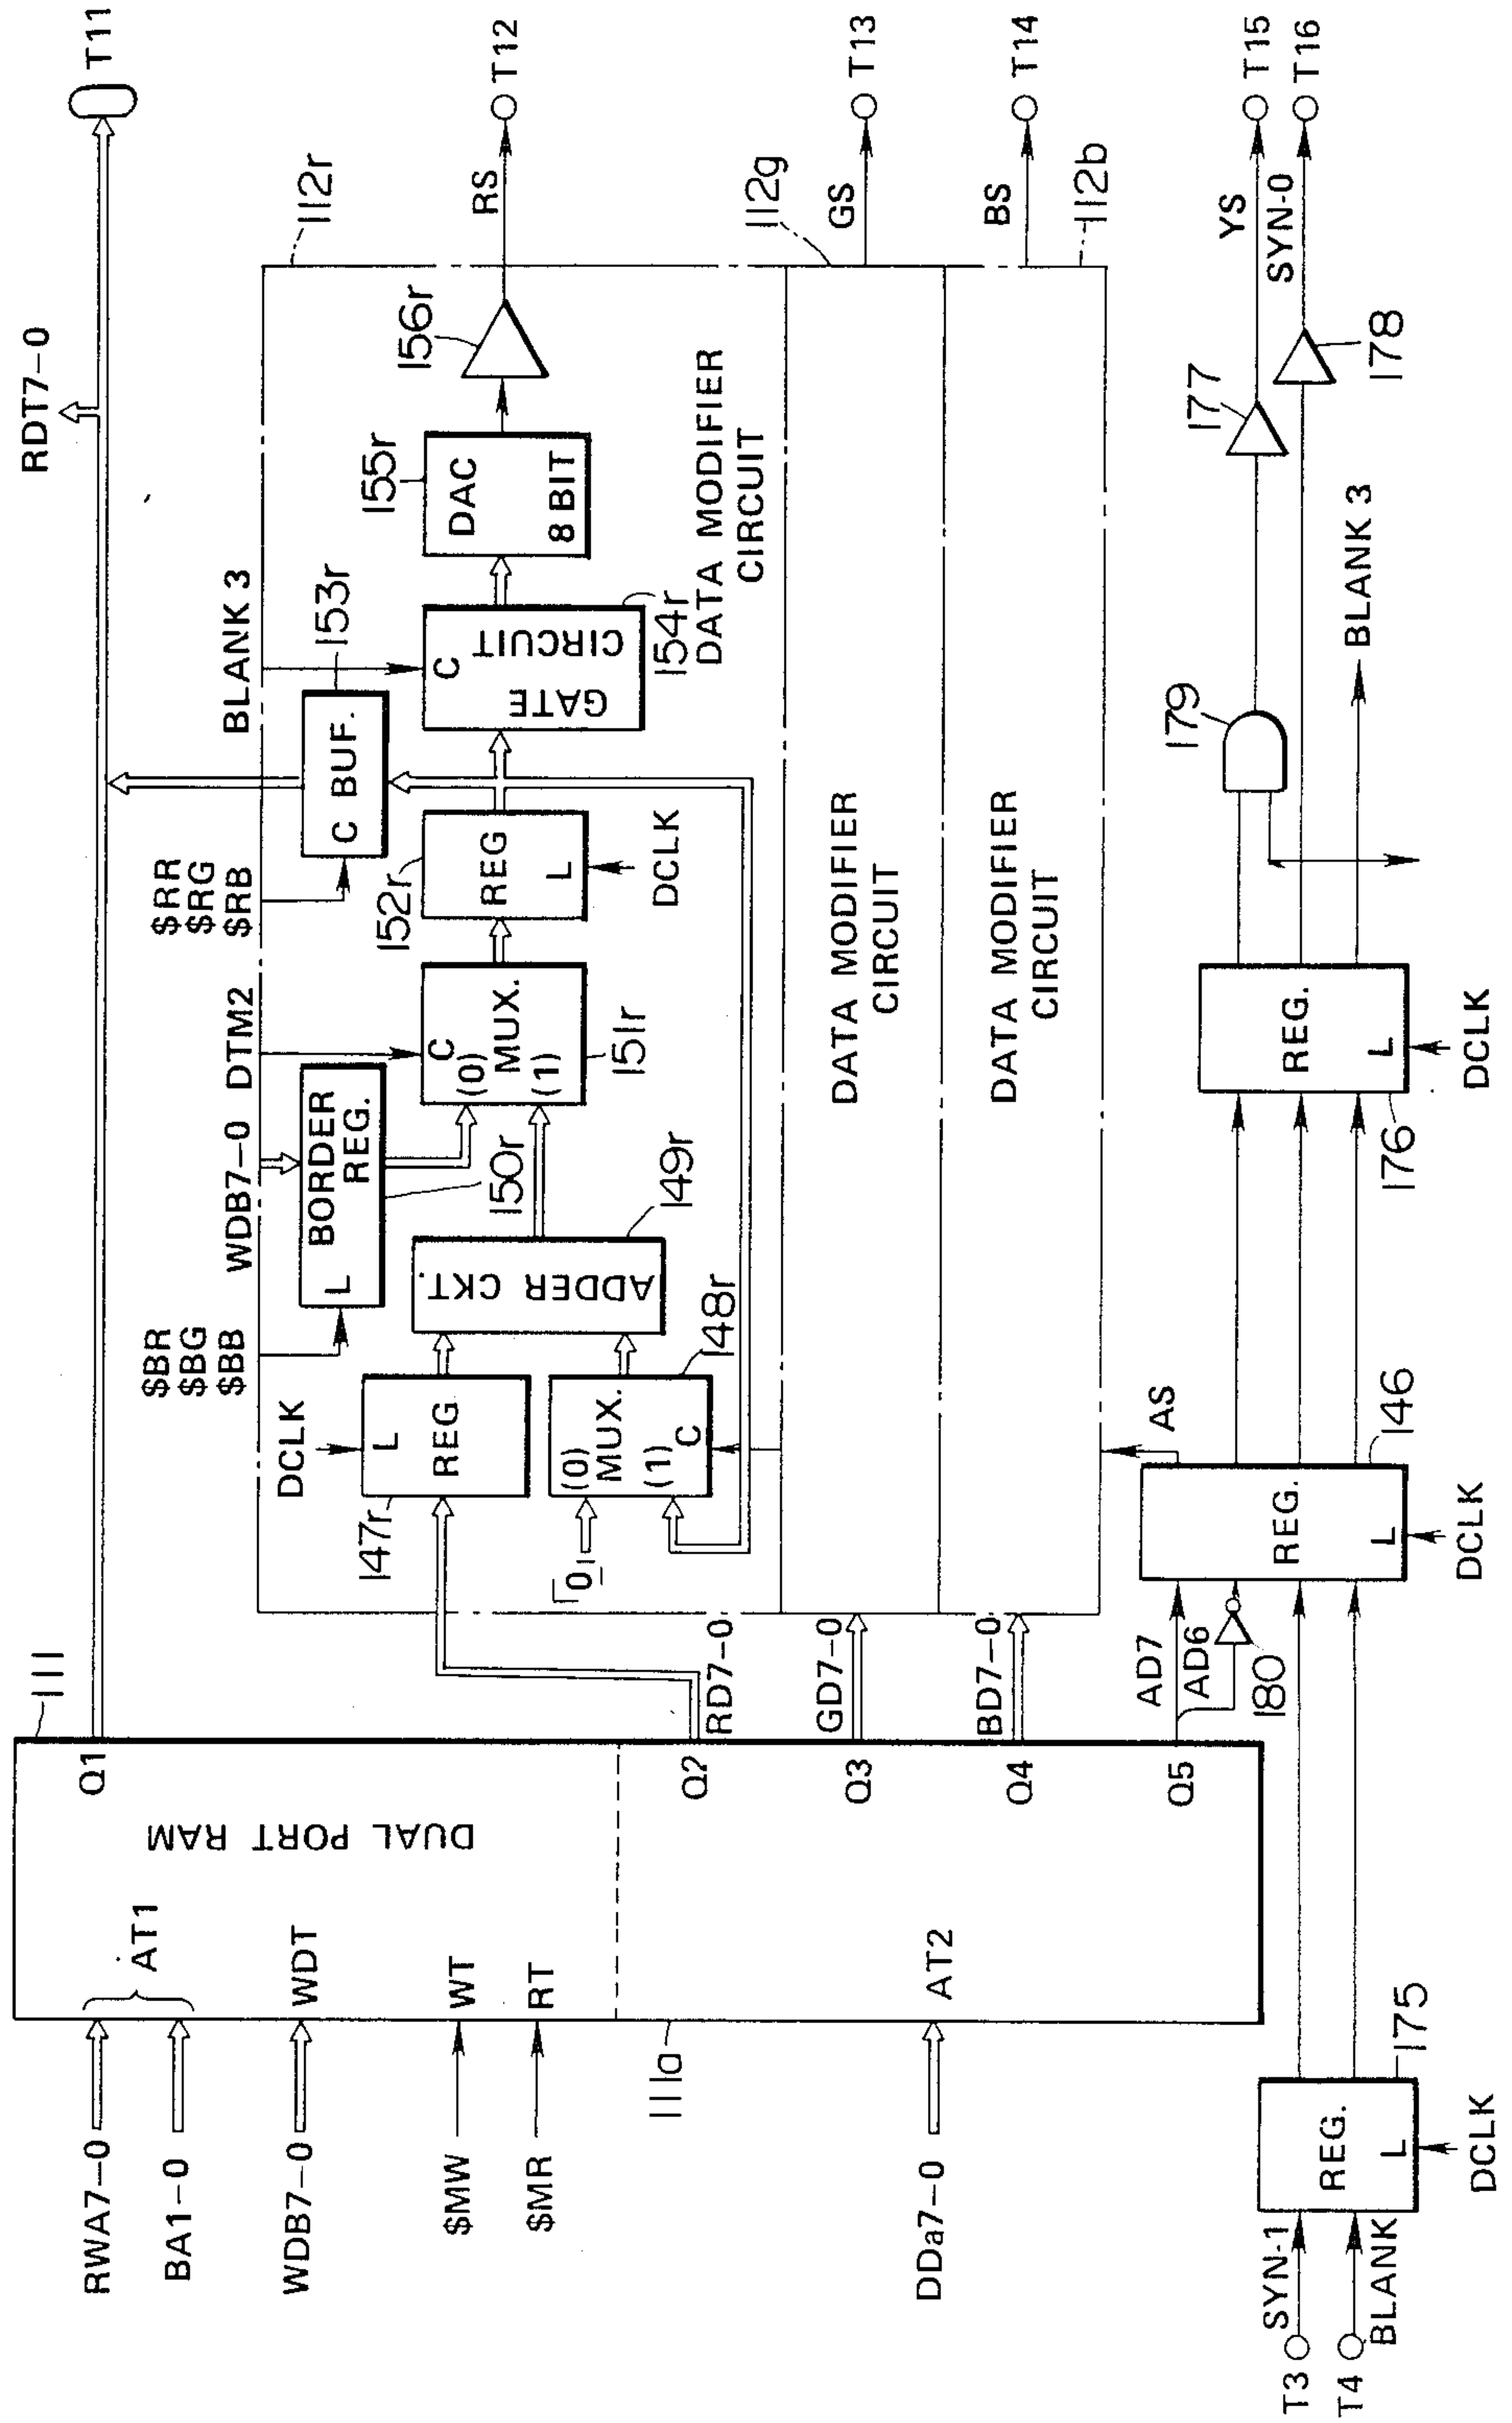 RWA7-0
BA1-0
WDB7-0
$MW
$MR
DDa7-0
AT1
WDT
WT
RT
AT2
DUAL PORT RAM
111
111a
Q1
Q2
Q3
Q4
Q5
RDT7-0
T11
RD7-0
GD7-0
BD7-0
AD7
AD6
180
112r
$BR
$BG
$BB
WDB7-0
DTM2
$RR
$RG
$RB
BLANK 3
DCLK
L
REG
147r
"0"
(0)
MUX.
(1)
C
148r
ADDER CKT.
149r
L
BORDER
REG.
150r
C
(0)
MUX.
(1)
151r
REG
L
152r
DCLK
C BUF.
153r
C
GATE
CIRCUIT
154r
DAC
8 BIT
155r
156r
DATA MODIFIER
CIRCUIT
RS
T12
112g
DATA MODIFIER
CIRCUIT
GS
T13
DATA MODIFIER
CIRCUIT
BS
T14
112b
T3
SYN-1
T4
BLANK
REG.
L
175
DCLK
AS
REG.
L
146
DCLK
REG.
L
176
DCLK
179
BLANK 3
177
178
YS
T15
SYN-0
T16